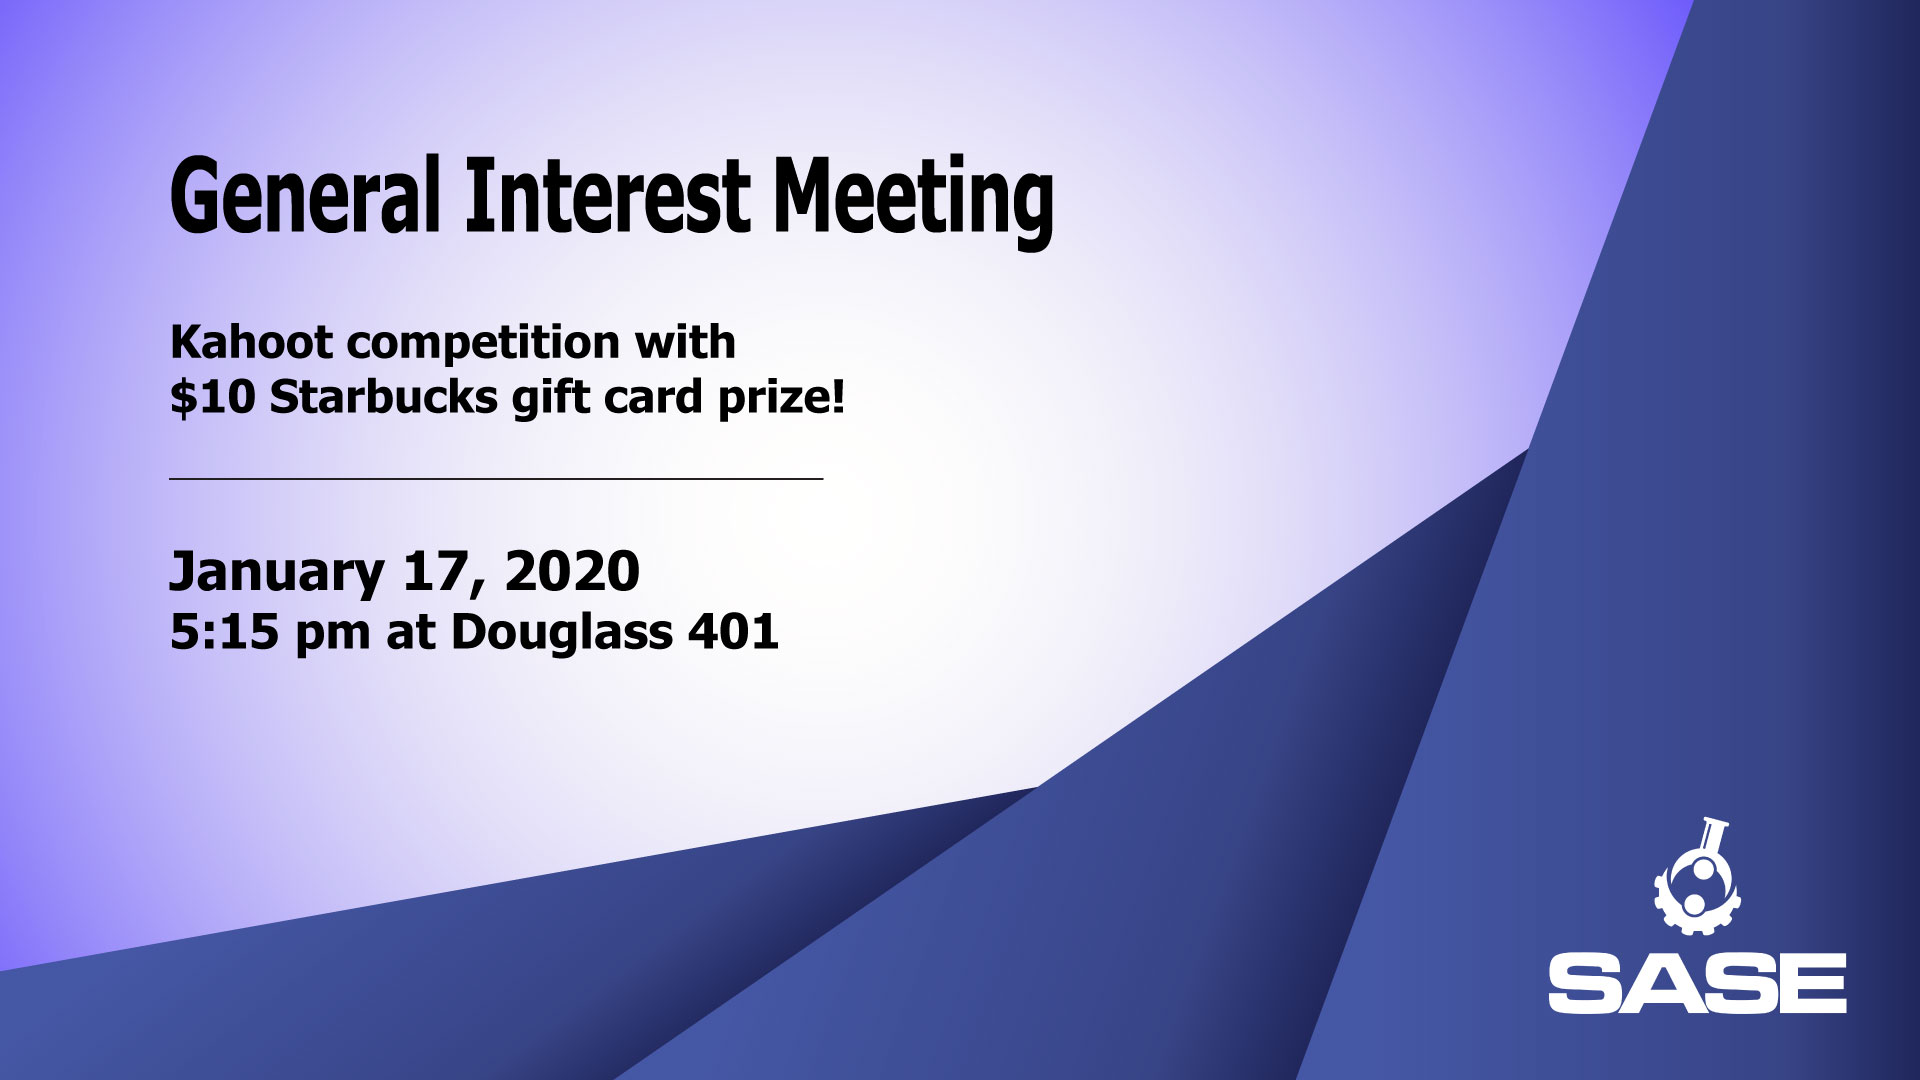 General Interest Meeting
Kahoot competition with
$10 Starbucks gift card prize!
January 17, 2020
5:15 pm at Douglass 401
SASE